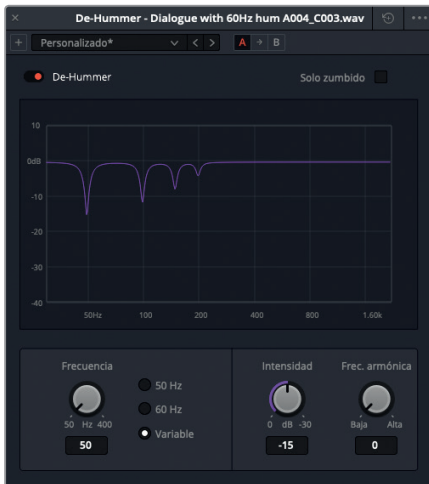 De-Hummer - Dialogue with 60Hz hum A004_C003.wav
Personalizado*
A
B
De-Hummer
Solo zumbido
10
0dB
-10
-20
-30
-40
50Hz 100 200 400 800 1.60k
Frecuencia
50 Hz 400
50
50 Hz
60 Hz
Variable
Intensidad
0 dB -30
-15
Frec. armónica
Baja Alta
0